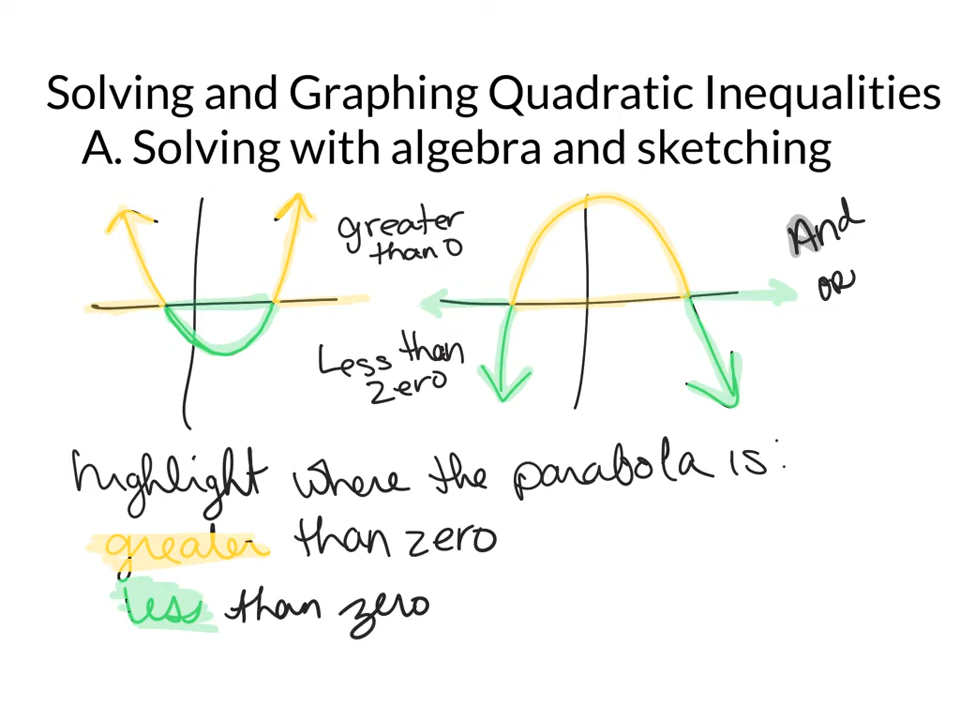 Solving and Graphing Quadratic Inequalities
A. Solving with algebra and sketching
greater
than 0
And
or
Less than
zero
highlight where the parabola is:
greater than zero
less than zero